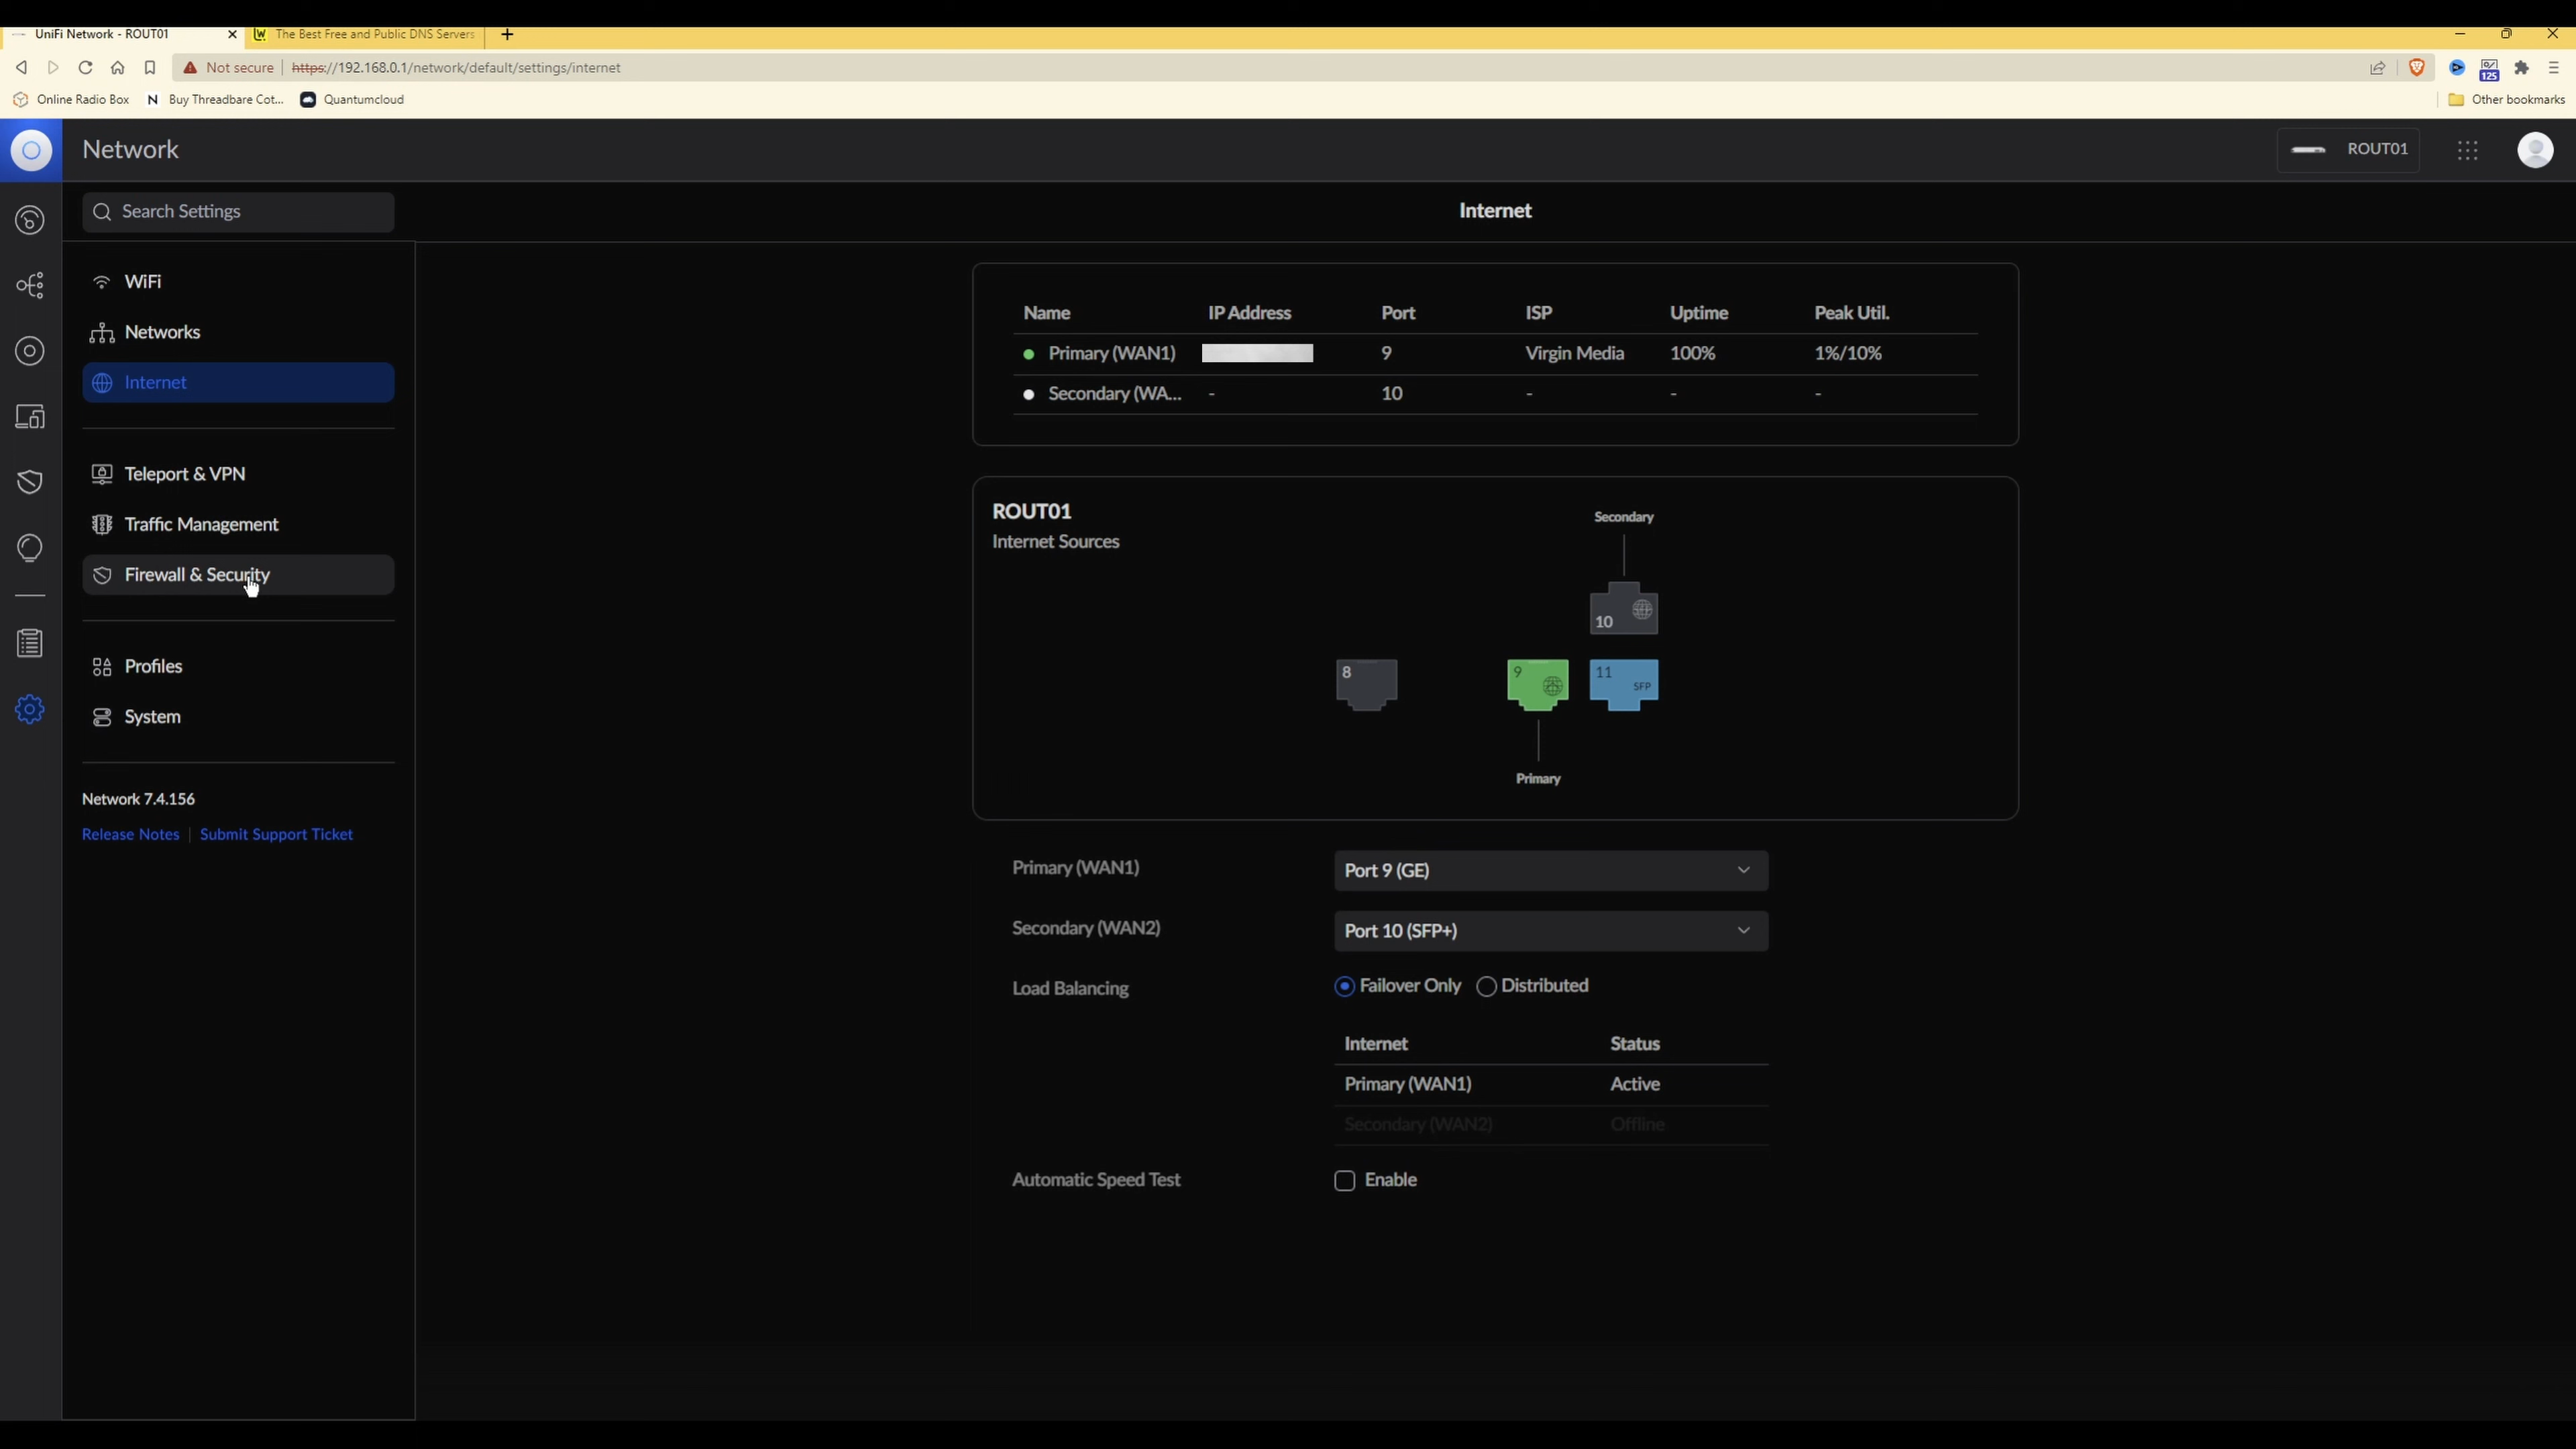 UniFi Network - ROUT01
The Best Free and Public DNS Servers
Not secure https://192.168.0.1/network/default/settings/internet
125
Online Radio Box
N Buy Threadbare Cot...
Quantumcloud
Other bookmarks
Network
ROUT01
Search Settings
Internet
WiFi
Networks
Internet
Teleport & VPN
Traffic Management
Firewall & Security
Profiles
System
Network 7.4.156
Release Notes | Submit Support Ticket
Name IP Address Port ISP Uptime Peak Util.
Primary (WAN1) 9 Virgin Media 100% 1%/10%
Secondary (WA... - 10 - - -
ROUT01
Internet Sources
Secondary
10
8
9
11
SFP
Primary
Primary (WAN1) Port 9 (GE)
Secondary (WAN2) Port 10 (SFP+)
Load Balancing Failover Only Distributed
Internet Status
Primary (WAN1) Active
Secondary (WAN2) Offline
Automatic Speed Test Enable